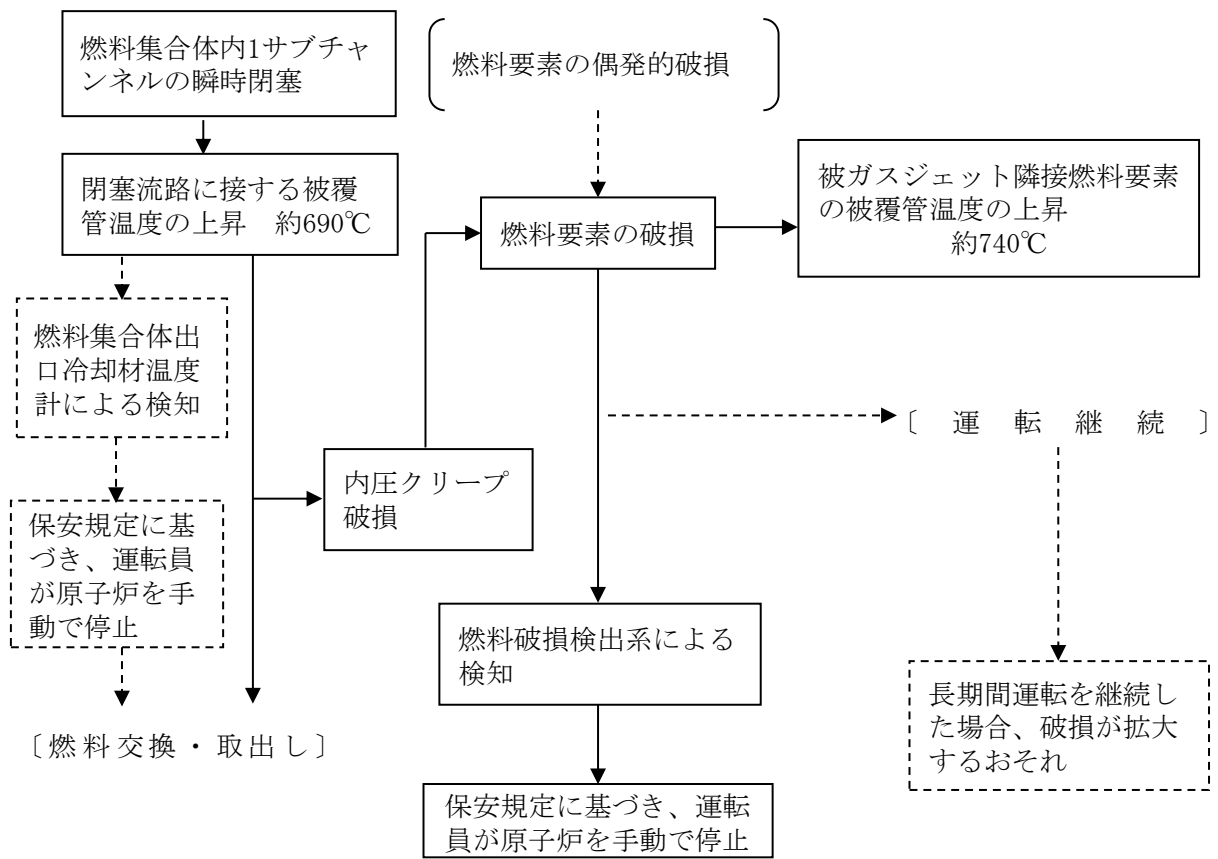 燃料集合体内1サブチャ
ンネルの瞬時閉塞
燃料要素の偶発的破損
閉塞流路に接する被覆
管温度の上昇　約690℃
燃料要素の破損
被ガスジェット隣接燃料要素
の被覆管温度の上昇
約740℃
燃料集合体出
口冷却材温度
計による検知
〔　運　転　継　続　〕
内圧クリープ
破損
保安規定に基
づき、運転員
が原子炉を手
動で停止
燃料破損検出系による
検知
長期間運転を継続し
た場合、破損が拡大
するおそれ
〔燃料交換・取出し〕
保安規定に基づき、運転
員が原子炉を手動で停止